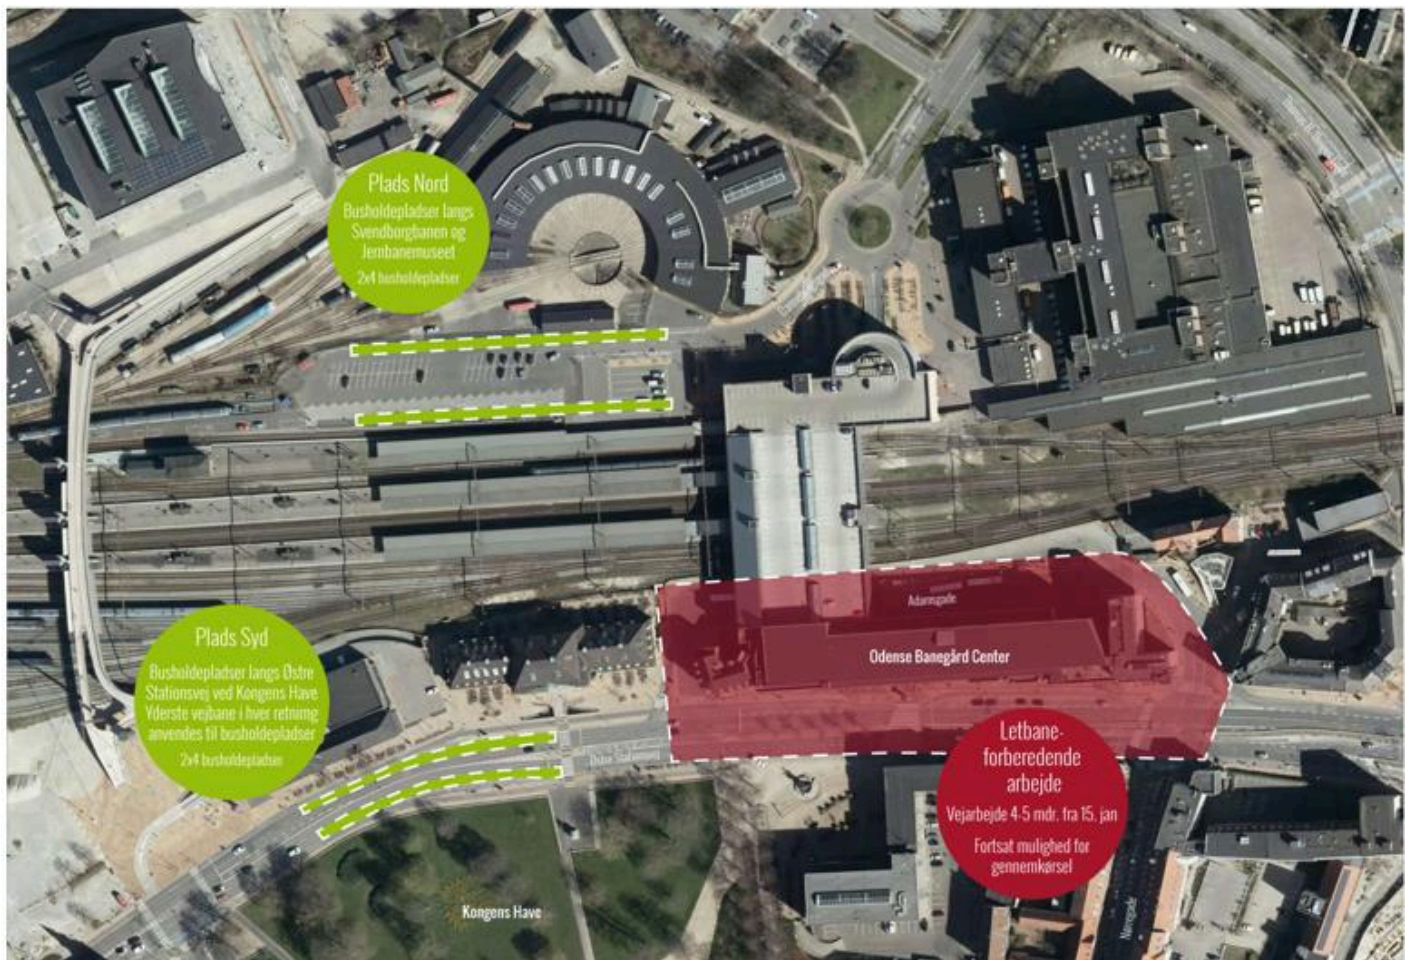 Plads Nord
Busholdepladser langs
Svendborgbanen og
Jernbanemuseet
2x4 busholdepladser
Adamsgade
Odense Banegård Center
Plads Syd
Busholdepladser langs Østre
Stationsvej ved Kongens Have
Yderste vejbane i hver retning
anvendes til busholdepladser
2x4 busholdepladser
Østre
Letbane-
forberedende
arbejde
Vejarbejde 4-5 mdr. fra 15. jan
Fortsat mulighed for
gennemkørsel
Kongens Have
Nørregade